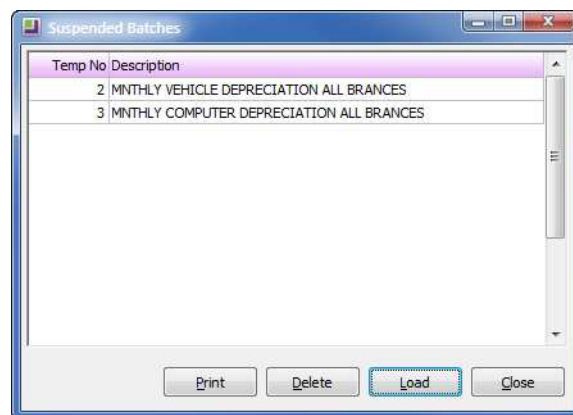 Suspended Batches
Temp No Description
2 MNTHLY VEHICLE DEPRECIATION ALL BRANCES
3 MNTHLY COMPUTER DEPRECIATION ALL BRANCES
Print Delete Load Close